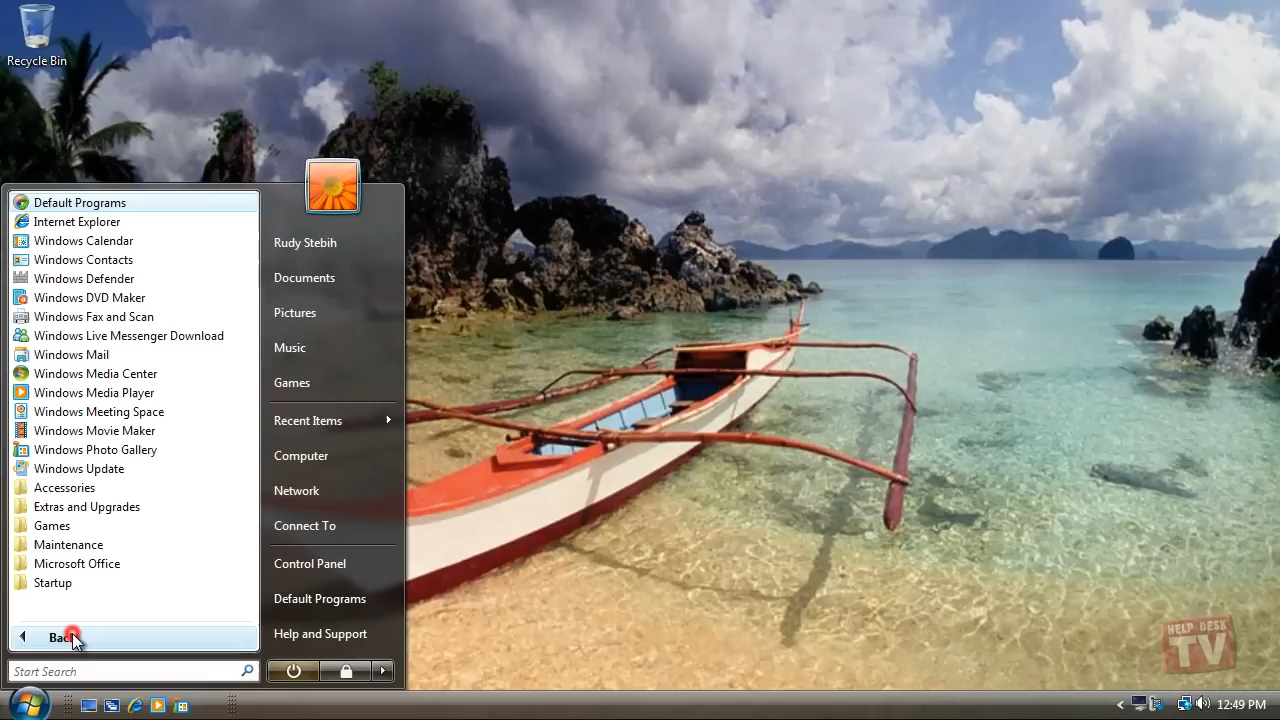 Recycle Bin
Default Programs
Internet Explorer
Windows Calendar
Windows Contacts
Windows Defender
Windows DVD Maker
Windows Fax and Scan
Windows Live Messenger Download
Windows Mail
Windows Media Center
Windows Media Player
Windows Meeting Space
Windows Movie Maker
Windows Photo Gallery
Windows Update
Accessories
Extras and Upgrades
Games
Maintenance
Microsoft Office
Startup
Back
Start Search
Rudy Stebih
Documents
Pictures
Music
Games
Recent Items
Computer
Network
Connect To
Control Panel
Default Programs
Help and Support
HELP DESK
TV
12:49 PM